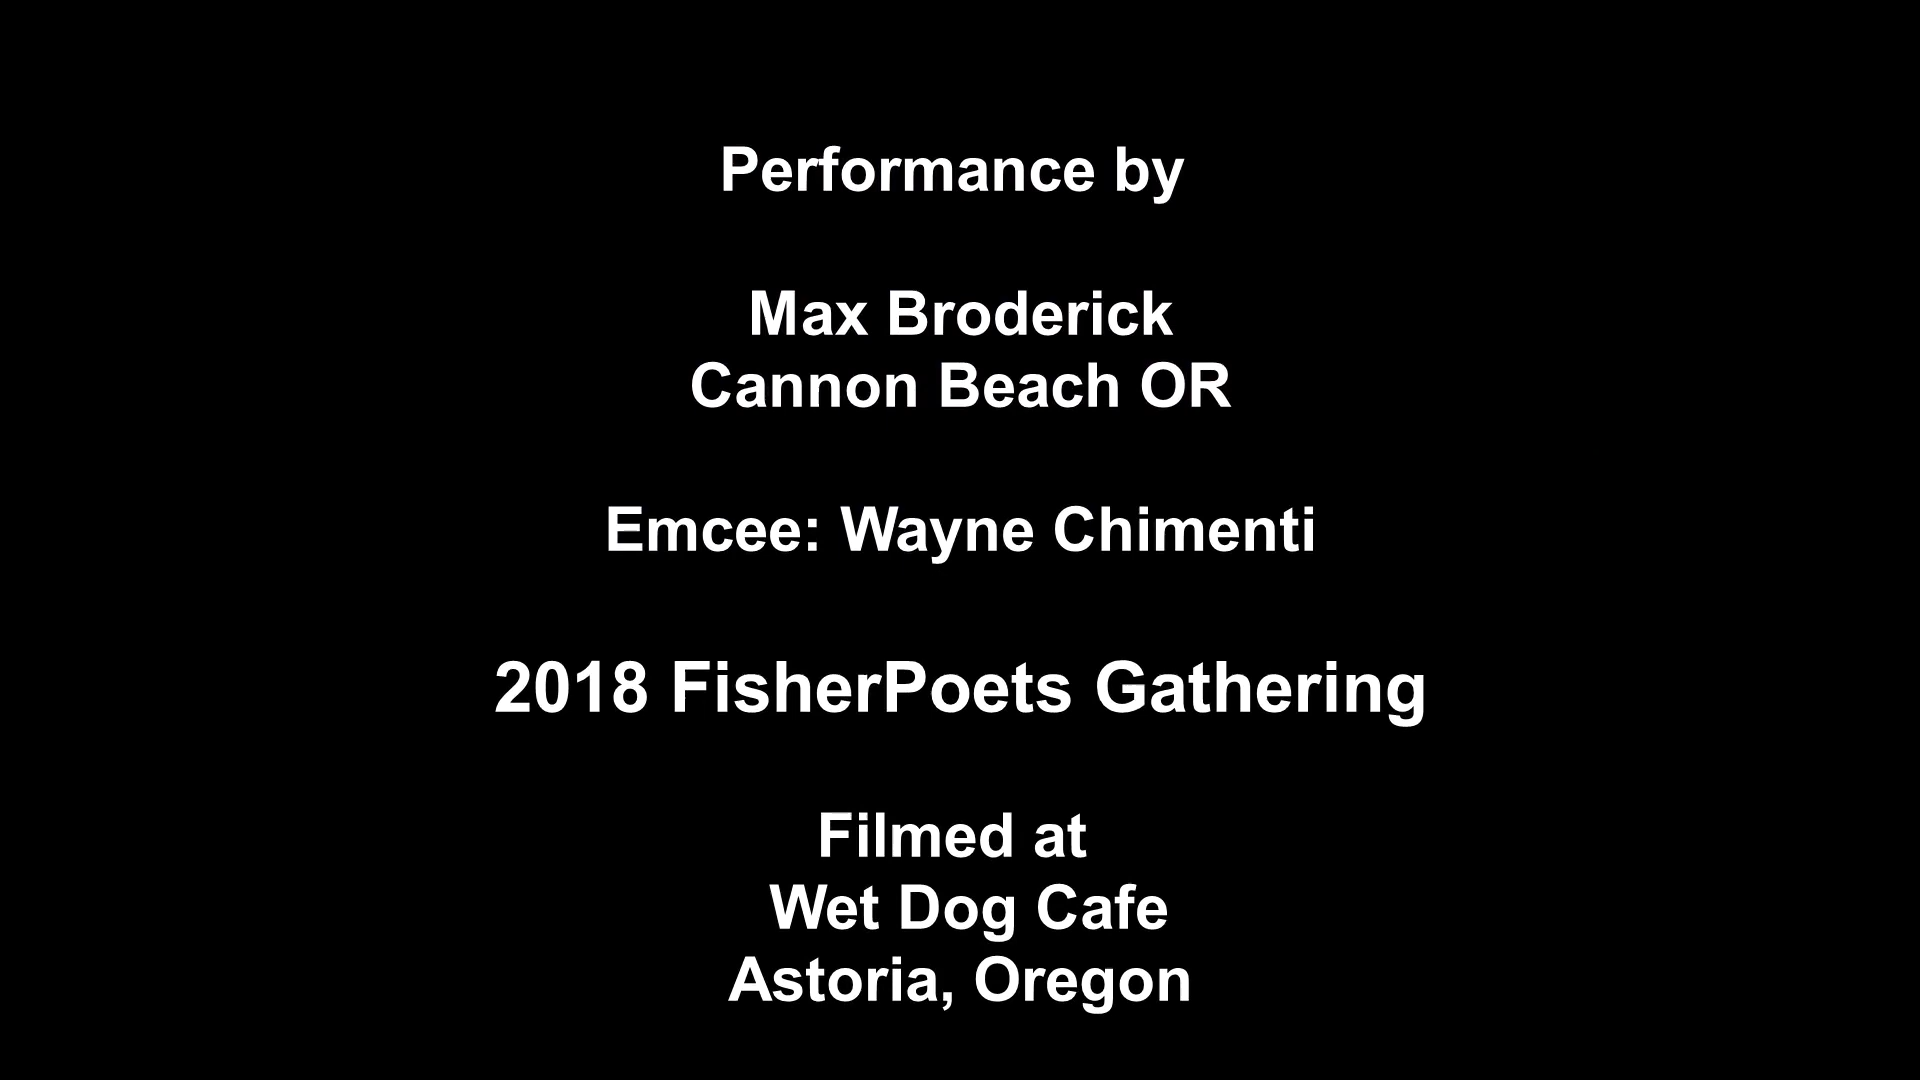 Performance by
Max Broderick
Cannon Beach OR
Emcee: Wayne Chimenti
2018 FisherPoets Gathering
Filmed at
Wet Dog Cafe
Astoria, Oregon